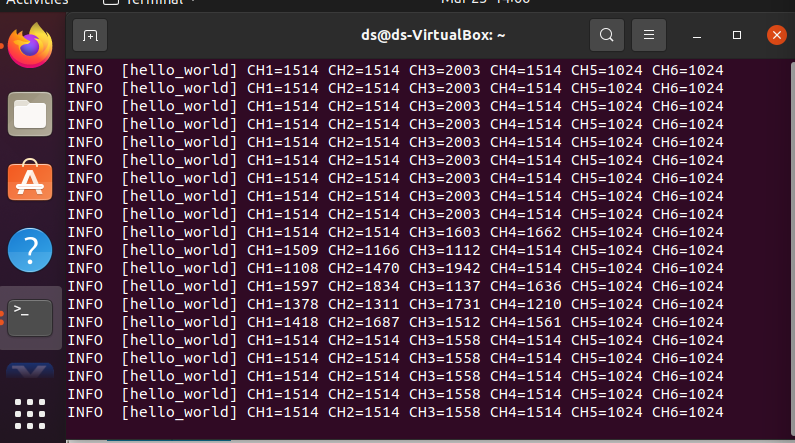 Activities
Terminal
Mar 25 14:00
ds@ds-VirtualBox: ~
INFO  [hello_world] CH1=1514 CH2=1514 CH3=2003 CH4=1514 CH5=1024 CH6=1024
INFO  [hello_world] CH1=1514 CH2=1514 CH3=2003 CH4=1514 CH5=1024 CH6=1024
INFO  [hello_world] CH1=1514 CH2=1514 CH3=2003 CH4=1514 CH5=1024 CH6=1024
INFO  [hello_world] CH1=1514 CH2=1514 CH3=2003 CH4=1514 CH5=1024 CH6=1024
INFO  [hello_world] CH1=1514 CH2=1514 CH3=2003 CH4=1514 CH5=1024 CH6=1024
INFO  [hello_world] CH1=1514 CH2=1514 CH3=2003 CH4=1514 CH5=1024 CH6=1024
INFO  [hello_world] CH1=1514 CH2=1514 CH3=2003 CH4=1514 CH5=1024 CH6=1024
INFO  [hello_world] CH1=1514 CH2=1514 CH3=2003 CH4=1514 CH5=1024 CH6=1024
INFO  [hello_world] CH1=1514 CH2=1514 CH3=2003 CH4=1514 CH5=1024 CH6=1024
INFO  [hello_world] CH1=1514 CH2=1514 CH3=1603 CH4=1662 CH5=1024 CH6=1024
INFO  [hello_world] CH1=1509 CH2=1166 CH3=1112 CH4=1514 CH5=1024 CH6=1024
INFO  [hello_world] CH1=1108 CH2=1470 CH3=1942 CH4=1514 CH5=1024 CH6=1024
INFO  [hello_world] CH1=1597 CH2=1834 CH3=1137 CH4=1636 CH5=1024 CH6=1024
INFO  [hello_world] CH1=1378 CH2=1311 CH3=1731 CH4=1210 CH5=1024 CH6=1024
INFO  [hello_world] CH1=1418 CH2=1687 CH3=1512 CH4=1561 CH5=1024 CH6=1024
INFO  [hello_world] CH1=1514 CH2=1514 CH3=1558 CH4=1514 CH5=1024 CH6=1024
INFO  [hello_world] CH1=1514 CH2=1514 CH3=1558 CH4=1514 CH5=1024 CH6=1024
INFO  [hello_world] CH1=1514 CH2=1514 CH3=1558 CH4=1514 CH5=1024 CH6=1024
INFO  [hello_world] CH1=1514 CH2=1514 CH3=1558 CH4=1514 CH5=1024 CH6=1024
INFO  [hello_world] CH1=1514 CH2=1514 CH3=1558 CH4=1514 CH5=1024 CH6=1024